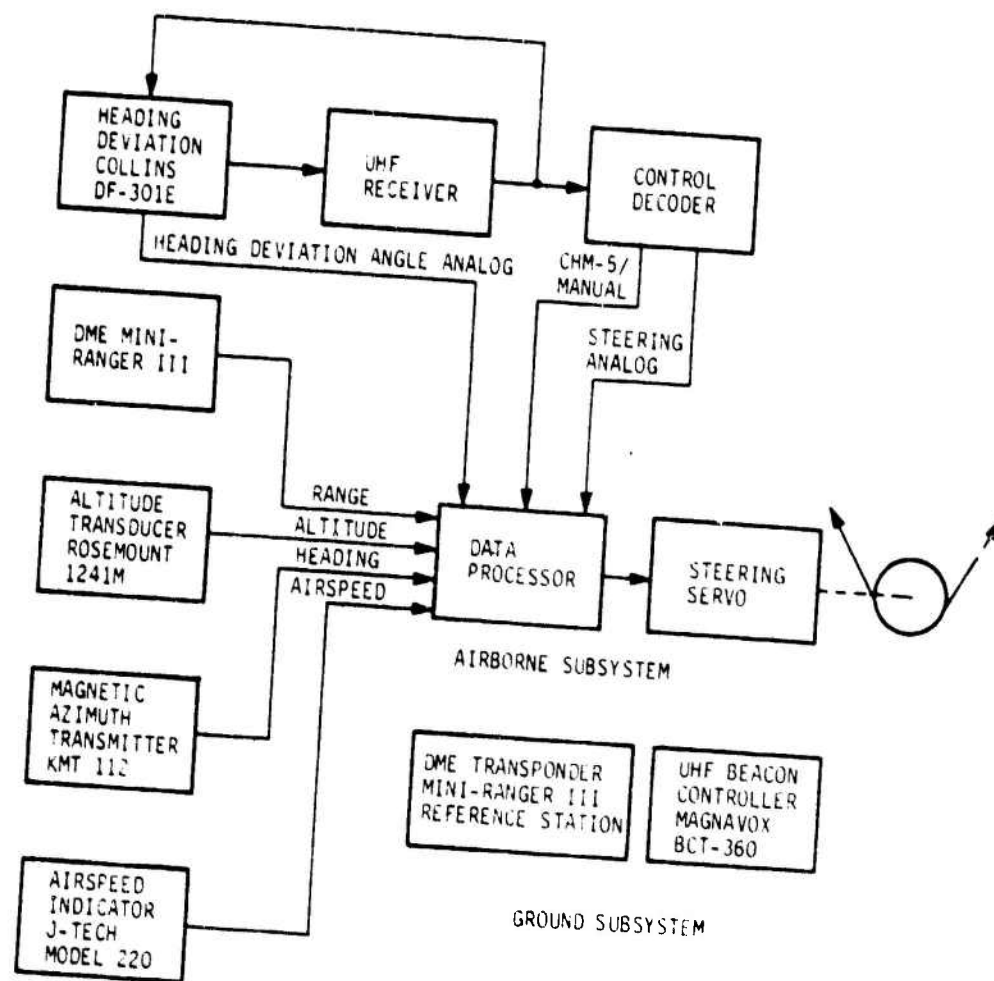 HEADING
DEVIATION
COLLINS
DF-301E
UHF
RECEIVER
CONTROL
DECODER
HEADING DEVIATION ANGLE ANALOG
CHM-5/
MANUAL
STEERING
ANALOG
DME MINI-
RANGER III
ALTITUDE
TRANSDUCER
ROSEMOUNT
1241M
RANGE
ALTITUDE
HEADING
AIRSPEED
DATA
PROCESSOR
STEERING
SERVO
AIRBORNE SUBSYSTEM
MAGNETIC
AZIMUTH
TRANSMITTER
KMT 112
DME TRANSPONDER
MINI-RANGER III
REFERENCE STATION
UHF BEACON
CONTROLLER
MAGNAVOX
BCT-360
AIRSPEED
INDICATOR
J-TECH
MODEL 220
GROUND SUBSYSTEM